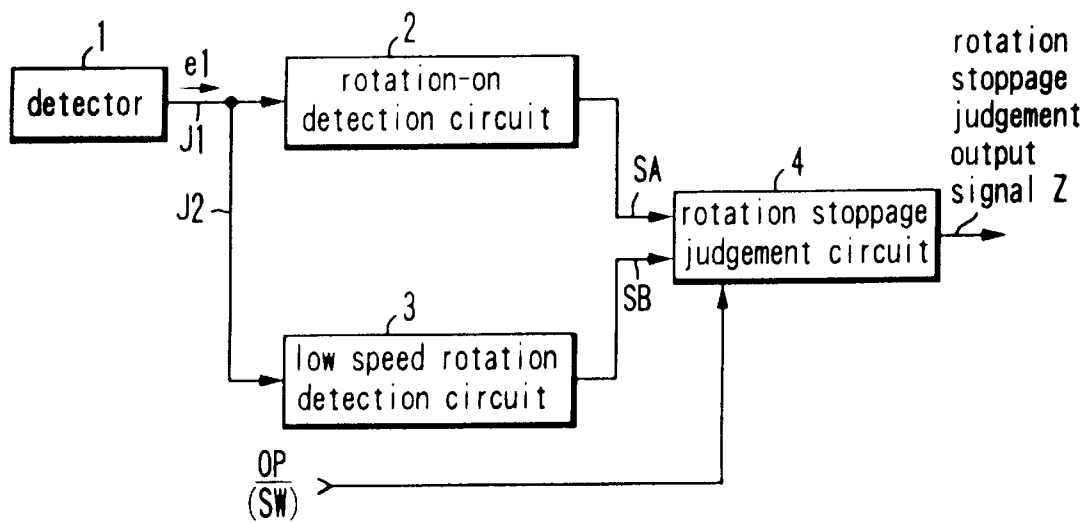 1
detector
e1
J1
J2
2
rotation-on
detection circuit
3
low speed rotation
detection circuit
SA
SB
4
rotation stoppage
judgement circuit
rotation
stoppage
judgement
output
signal Z
OP
(SW)